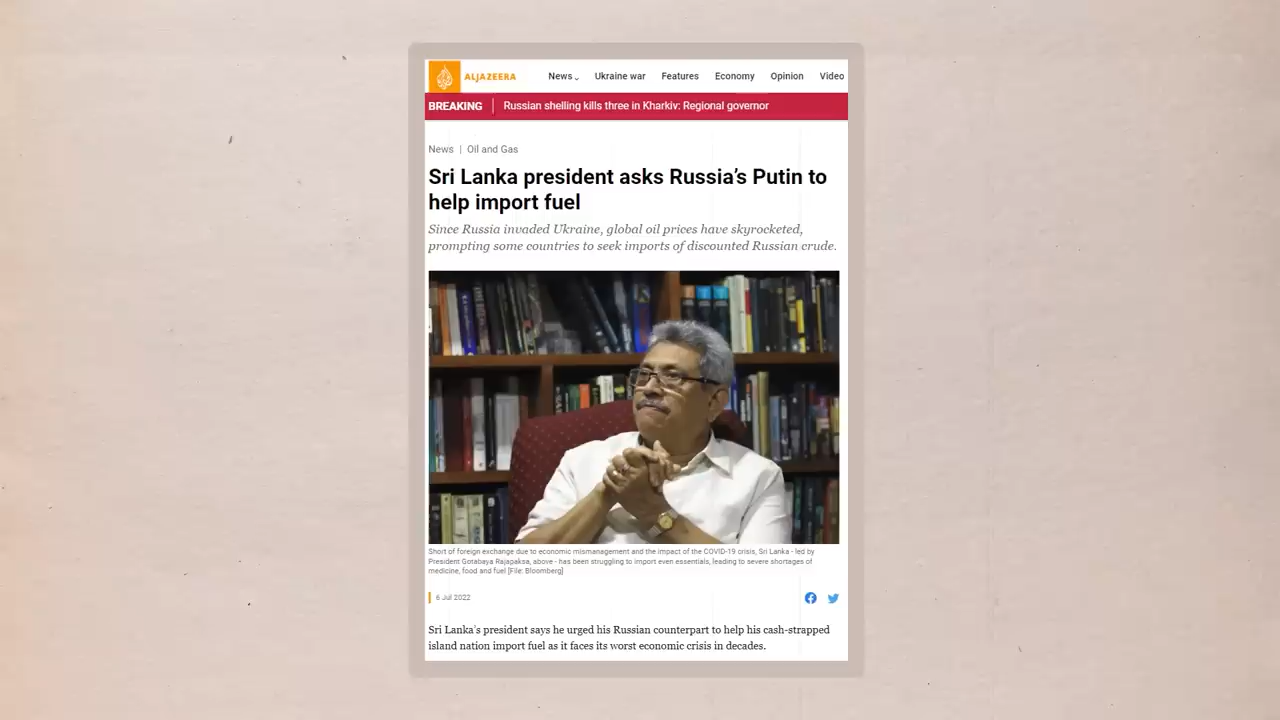 ALJAZEERA
News Ukraine war Features Economy Opinion Video
BREAKING Russian shelling kills three in Kharkiv: Regional governor
News | Oil and Gas
Sri Lanka president asks Russia's Putin to
help import fuel
Since Russia invaded Ukraine, global oil prices have skyrocketed,
prompting some countries to seek imports of discounted Russian crude.
Short of foreign exchange due to economic mismanagement and the impact of the COVID-19 crisis, Sri Lanka - led by
President Gotabaya Rajapaksa, above - has been struggling to import even essentials, leading to severe shortages of
medicine, food and fuel [File: Bloomberg]
6 Jul 2022
Sri Lanka's president says he urged his Russian counterpart to help his cash-strapped
island nation import fuel as it faces its worst economic crisis in decades.